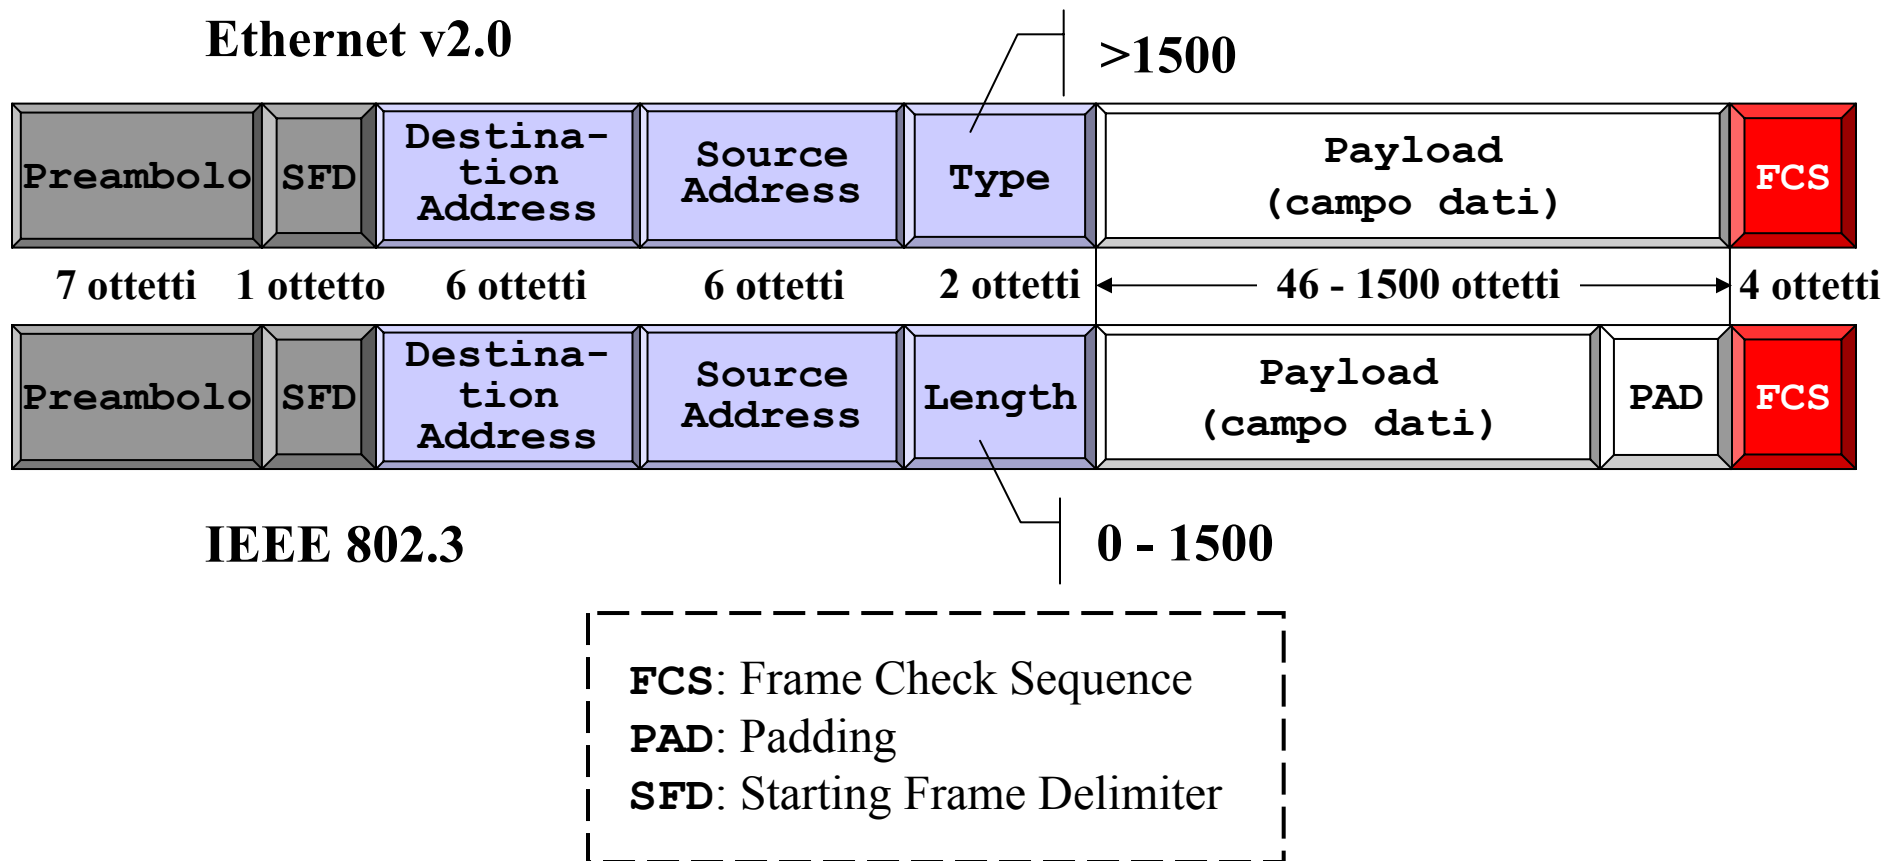 Ethernet v2.0
>1500
Preambolo
SFD
Destina-
tion
Address
Source
Address
Type
Payload
(campo dati)
FCS
7 ottetti
1 ottetto
6 ottetti
6 ottetti
2 ottetti
46 - 1500 ottetti
4 ottetti
Preambolo
SFD
Destina-
tion
Address
Source
Address
Length
Payload
(campo dati)
PAD
FCS
IEEE 802.3
0 - 1500
FCS: Frame Check Sequence
PAD: Padding
SFD: Starting Frame Delimiter